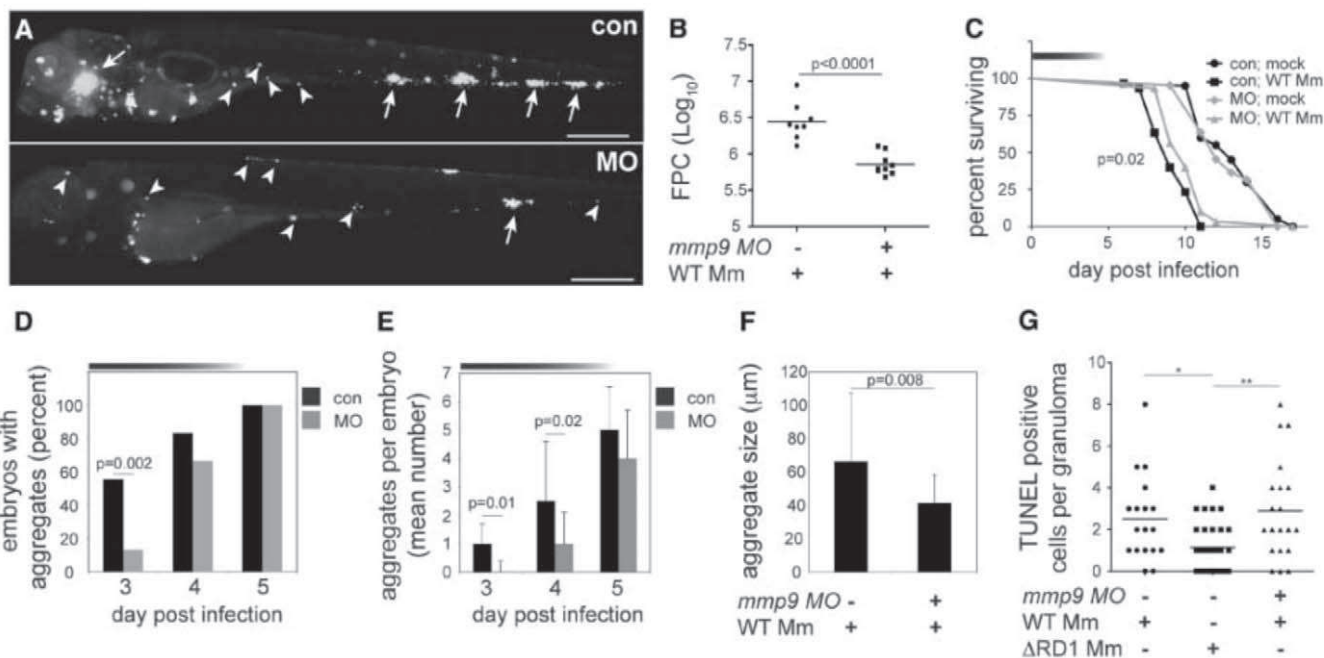 A
con
MO
B
FPC (Log10)
7.5
7
6.5
6
5.5
5
p<0.0001
mmp9 MO - +
WT Mm + +
C
percent surviving
100
75
50
25
0
p=0.02
con; mock
con; WT Mm
MO; mock
MO; WT Mm
0 5 10 15
day post infection
D
embryos with
aggregates (percent)
100
80
60
40
20
0
p=0.002
con
MO
3 4 5
day post infection
E
aggregates per embryo
(mean number)
7
6
5
4
3
2
1
0
p=0.01
p=0.02
con
MO
3 4 5
day post infection
F
aggregate size (μm)
120
100
80
60
40
20
0
p=0.008
mmp9 MO - +
WT Mm + +
G
TUNEL positive
cells per granuloma
10
8
6
4
2
0
* **
mmp9 MO - - +
WT Mm + - +
ΔRD1 Mm - + -